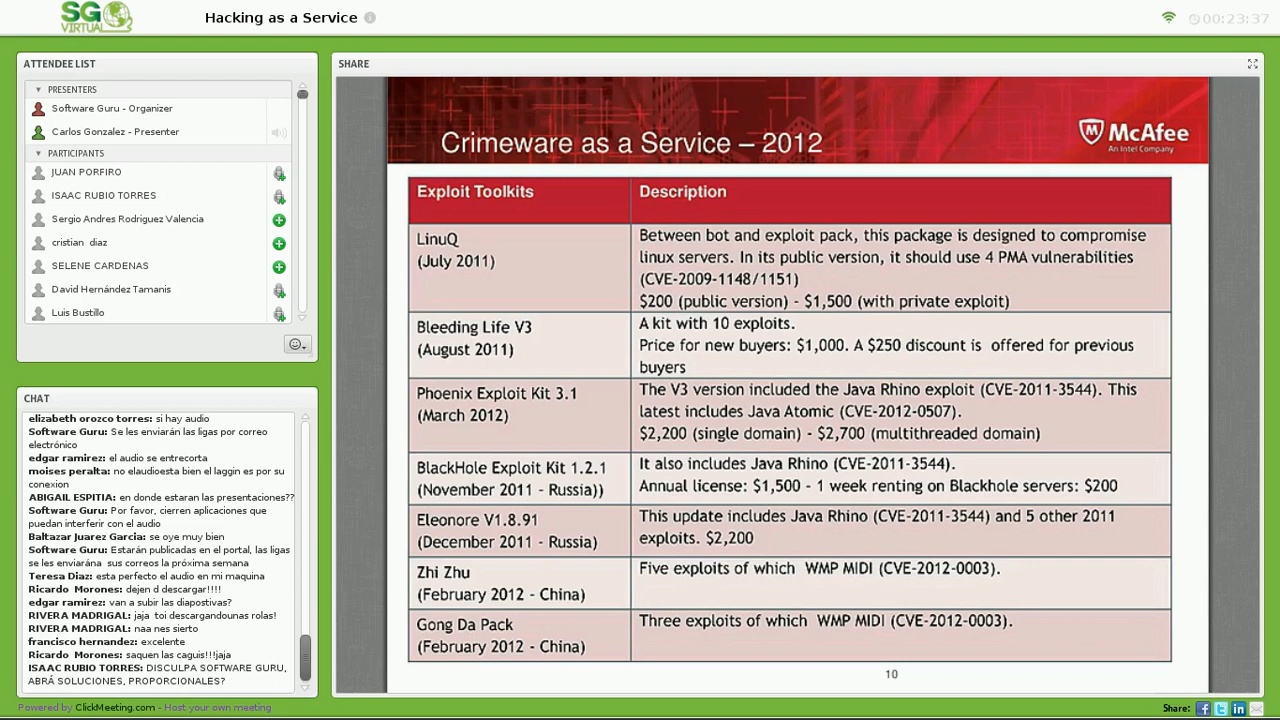 SG
VIRTUAL
Hacking as a Service
00:23:37
ATTENDEE LIST
PRESENTERS
Software Guru - Organizer
Carlos Gonzalez - Presenter
PARTICIPANTS
JUAN PORFIRO
ISAAC RUBIO TORRES
Sergio Andres Rodriguez Valencia
cristian diaz
SELENE CARDENAS
David Hernández Tamanis
Luis Bustillo
CHAT
elizabeth orozco torres: si hay audio
Software Guru: Se les enviarán las ligas por correo
electrónico
edgar ramirez: el audio se entrecorta
moises peralta: no elaudioesta bien el laggin es por su
conexion
ABIGAIL ESPITIA: en donde estaran las presentaciones??
Software Guru: Por favor, cierren aplicaciones que
puedan interferir con el audio
Baltazar Juarez Garcia: se oye muy bien
Software Guru: Estarán publicadas en el portal, las ligas
se les enviarána sus correos la próxima semana
Teresa Diaz: esta perfecto el audio en mi maquina
Ricardo Morones: dejen d descargar!!!!
edgar ramirez: van a subir las diapostivas?
RIVERA MADRIGAL: jaja toi descargandounas rolas!
RIVERA MADRIGAL: naa nes sierto
francisco hernandez: excelente
Ricardo Morones: saquen las caguis!!!jaja
ISAAC RUBIO TORRES: DISCULPA SOFTWARE GURU,
ABRÁ SOLUCIONES, PROPORCIONALES?
SHARE
Crimeware as a Service – 2012
McAfee
An Intel Company
Exploit Toolkits
Description
LinuQ
(July 2011)
Between bot and exploit pack, this package is designed to compromise
linux servers. In its public version, it should use 4 PMA vulnerabilities
(CVE-2009-1148/1151)
$200 (public version) - $1,500 (with private exploit)
Bleeding Life V3
(August 2011)
A kit with 10 exploits.
Price for new buyers: $1,000. A $250 discount is offered for previous
buyers
Phoenix Exploit Kit 3.1
(March 2012)
The V3 version included the Java Rhino exploit (CVE-2011-3544). This
latest includes Java Atomic (CVE-2012-0507).
$2,200 (single domain) - $2,700 (multithreaded domain)
BlackHole Exploit Kit 1.2.1
(November 2011 - Russia))
It also includes Java Rhino (CVE-2011-3544).
Annual license: $1,500 - 1 week renting on Blackhole servers: $200
Eleonore V1.8.91
(December 2011 - Russia)
This update includes Java Rhino (CVE-2011-3544) and 5 other 2011
exploits. $2,200
Zhi Zhu
(February 2012 - China)
Five exploits of which WMP MIDI (CVE-2012-0003).
Gong Da Pack
(February 2012 - China)
Three exploits of which WMP MIDI (CVE-2012-0003).
10
Powered by ClickMeeting.com - Host your own meeting
Share: